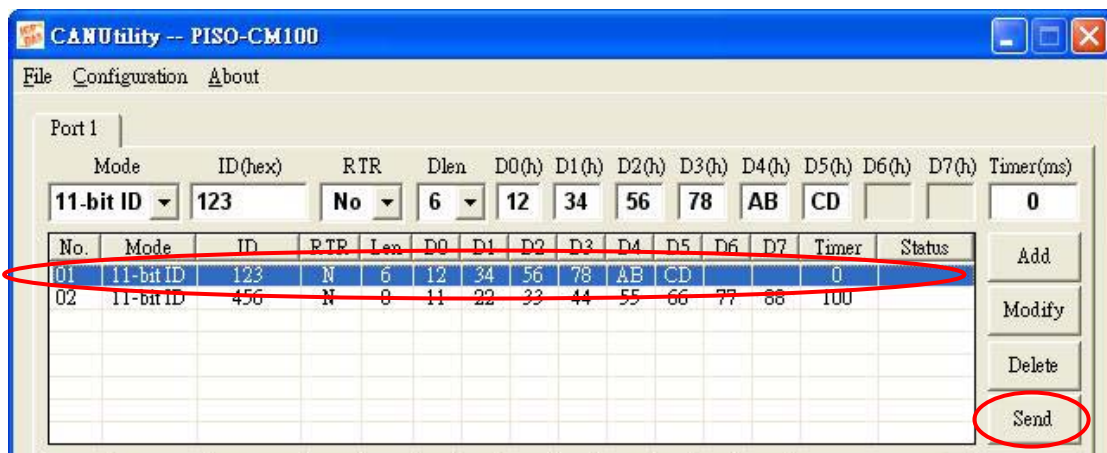 CANUtility -- PISO-CM100
File Configuration About
Port 1
Mode ID(hex) RTR Dlen D0(h) D1(h) D2(h) D3(h) D4(h) D5(h) D6(h) D7(h) Timer(ms)
11-bit ID 123 No 6 12 34 56 78 AB CD 0
No. Mode ID RTR Len D0 D1 D2 D3 D4 D5 D6 D7 Timer Status
01 11-bit ID 123 N 6 12 34 56 78 AB CD 0
02 11-bit ID 456 N 8 11 22 33 44 55 66 77 88 100
Add
Modify
Delete
Send